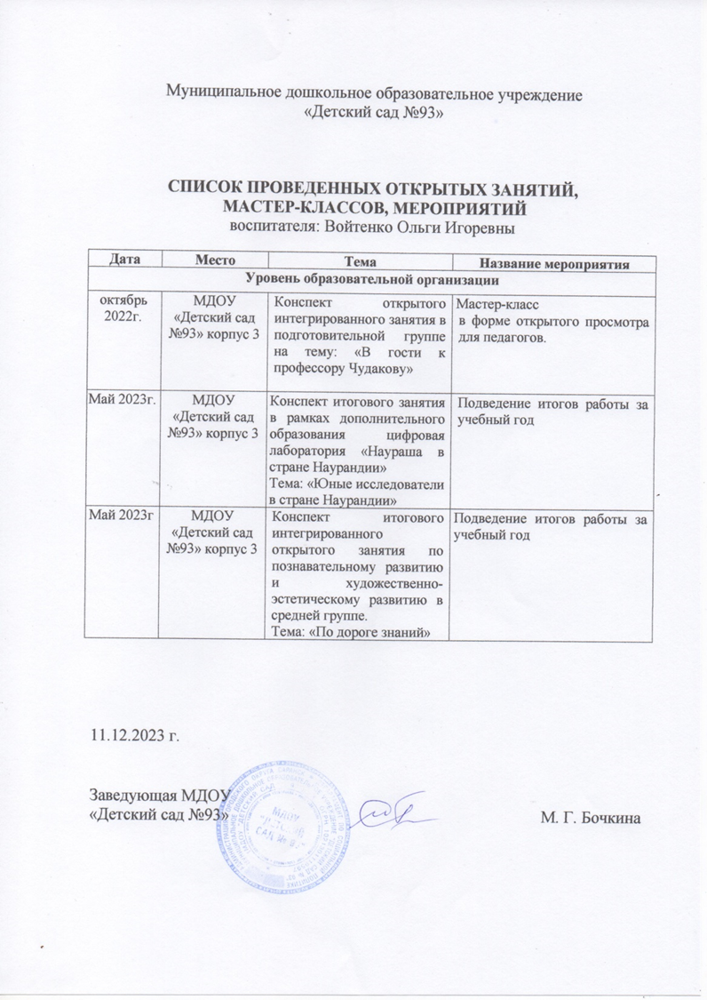 Муниципальное дошкольное образовательное учреждение
«Детский сад №93»
СПИСОК ПРОВЕДЕННЫХ ОТКРЫТЫХ ЗАНЯТИЙ,
МАСТЕР-КЛАССОВ, МЕРОПРИЯТИЙ
воспитателя: Войтенко Ольги Игоревны
Дата Место Тема Название мероприятия
Уровень образовательной организации
октябрь
2022г.
МДОУ
«Детский сад
№93» корпус 3
Конспект открытого
интегрированного занятия в
подготовительной группе
на тему: «В гости к
профессору Чудакову»
Мастер-класс
в форме открытого просмотра
для педагогов.
Май 2023г.
МДОУ
«Детский сад
№93» корпус 3
Конспект итогового занятия
в рамках дополнительного
образования цифровая
лаборатория «Наураша в
стране Наурандии»
Тема: «Юные исследователи
в стране Наурандии»
Подведение итогов работы за
учебный год
Май 2023г
МДОУ
«Детский сад
№93» корпус 3
Конспект итогового
интегрированного
открытого занятия по
познавательному развитию
и художественно-
эстетическому развитию в
средней группе.
Тема: «По дороге знаний»
Подведение итогов работы за
учебный год
11.12.2023 г.
Заведующая МДОУ
«Детский сад №93»
М. Г. Бочкина
МДОУ
"ДЕТСКИЙ